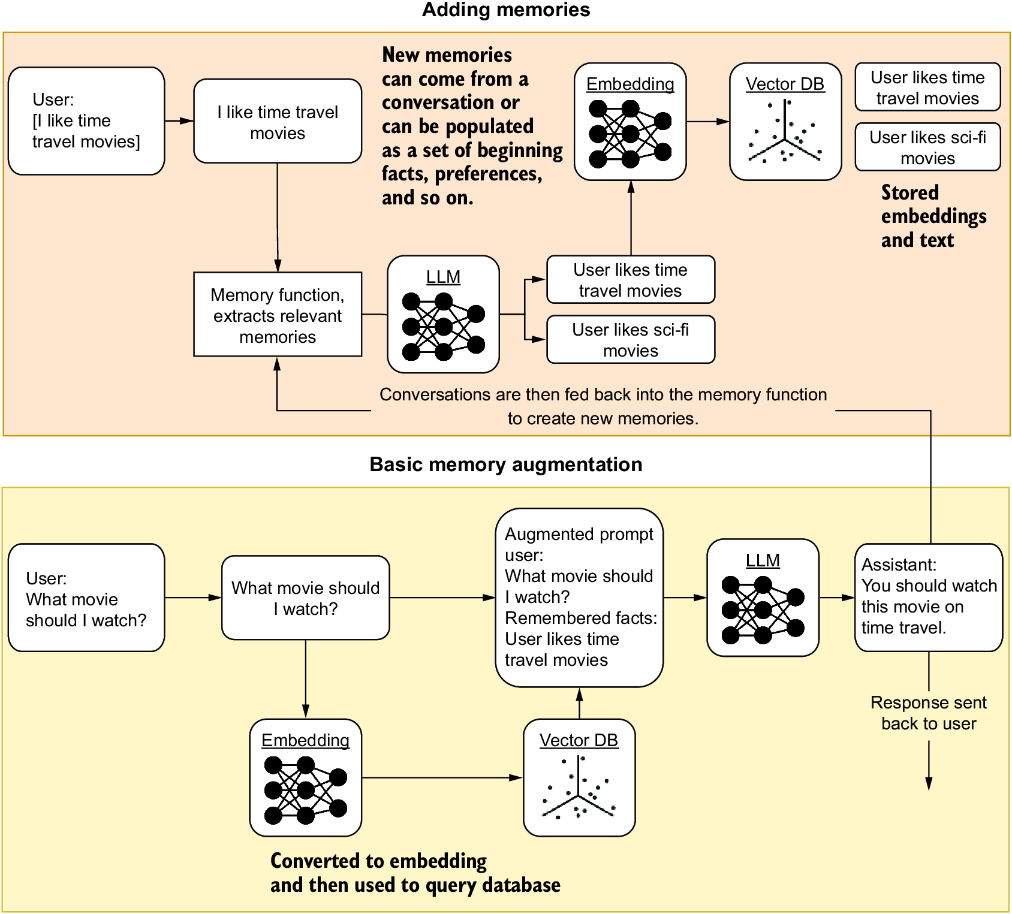 Adding memories
User:
[I like time
travel movies]
I like time travel
movies
New memories
can come from a
conversation or
can be populated
as a set of beginning
facts, preferences,
and so on.
Embedding
Vector DB
User likes time
travel movies
User likes sci-fi
movies
Stored
embeddings
and text
Memory function,
extracts relevant
memories
LLM
User likes time
travel movies
User likes sci-fi
movies
Conversations are then fed back into the memory function
to create new memories.
Basic memory augmentation
User:
What movie
should I watch?
What movie should
I watch?
Augmented prompt
user:
What movie should
I watch?
Remembered facts:
User likes time
travel movies
LLM
Assistant:
You should watch
this movie on
time travel.
Response sent
back to user
Embedding
Vector DB
Converted to embedding
and then used to query database